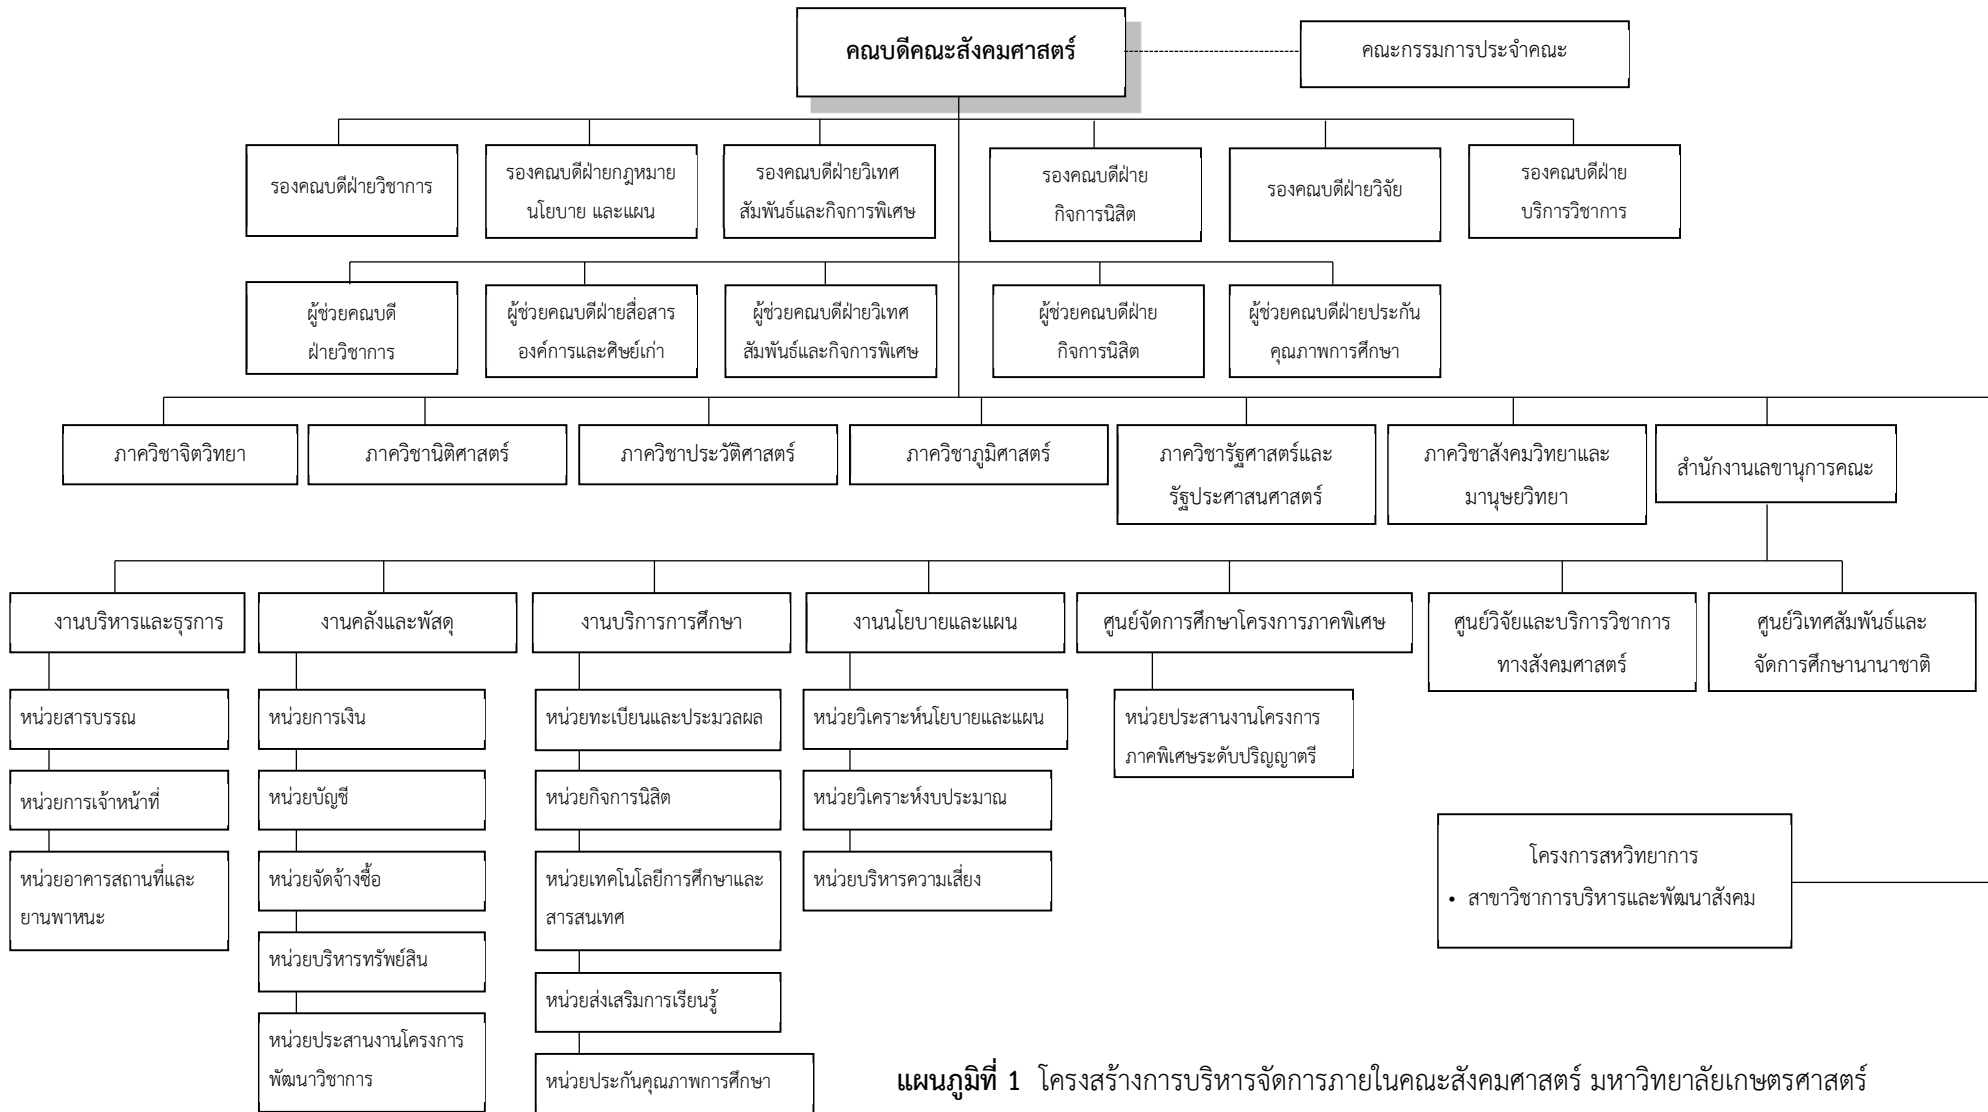 คณบดีคณะสังคมศาสตร์
คณะกรรมการประจำคณะ
รองคณบดีฝ่ายวิชาการ
รองคณบดีฝ่ายกฎหมาย
นโยบาย และแผน
รองคณบดีฝ่ายวิเทศ
สัมพันธ์และกิจการพิเศษ
รองคณบดีฝ่าย
กิจการนิสิต
รองคณบดีฝ่ายวิจัย
รองคณบดีฝ่าย
บริการวิชาการ
ผู้ช่วยคณบดี
ฝ่ายวิชาการ
ผู้ช่วยคณบดีฝ่ายสื่อสาร
องค์การและศิษย์เก่า
ผู้ช่วยคณบดีฝ่ายวิเทศ
สัมพันธ์และกิจการพิเศษ
ผู้ช่วยคณบดีฝ่าย
กิจการนิสิต
ผู้ช่วยคณบดีฝ่ายประกัน
คุณภาพการศึกษา
ภาควิชาจิตวิทยา
ภาควิชานิติศาสตร์
ภาควิชาประวัติศาสตร์
ภาควิชาภูมิศาสตร์
ภาควิชารัฐศาสตร์และ
รัฐประศาสนศาสตร์
ภาควิชาสังคมวิทยาและ
มานุษยวิทยา
สำนักงานเลขานุการคณะ
งานบริหารและธุรการ
งานคลังและพัสดุ
งานบริการการศึกษา
งานนโยบายและแผน
ศูนย์จัดการศึกษาโครงการภาคพิเศษ
ศูนย์วิจัยและบริการวิชาการ
ทางสังคมศาสตร์
ศูนย์วิเทศสัมพันธ์และ
จัดการศึกษานานาชาติ
หน่วยสารบรรณ
หน่วยการเจ้าหน้าที่
หน่วยอาคารสถานที่และ
ยานพาหนะ
หน่วยการเงิน
หน่วยบัญชี
หน่วยจัดจ้างซื้อ
หน่วยบริหารทรัพย์สิน
หน่วยประสานงานโครงการ
พัฒนาวิชาการ
หน่วยทะเบียนและประมวลผล
หน่วยกิจการนิสิต
หน่วยเทคโนโลยีการศึกษาและ
สารสนเทศ
หน่วยส่งเสริมการเรียนรู้
หน่วยประกันคุณภาพการศึกษา
หน่วยวิเคราะห์นโยบายและแผน
หน่วยวิเคราะห์งบประมาณ
หน่วยบริหารความเสี่ยง
หน่วยประสานงานโครงการ
ภาคพิเศษระดับปริญญาตรี
โครงการสหวิทยาการ
• สาขาวิชาการบริหารและพัฒนาสังคม
แผนภูมิที่ 1 โครงสร้างการบริหารจัดการภายในคณะสังคมศาสตร์ มหาวิทยาลัยเกษตรศาสตร์